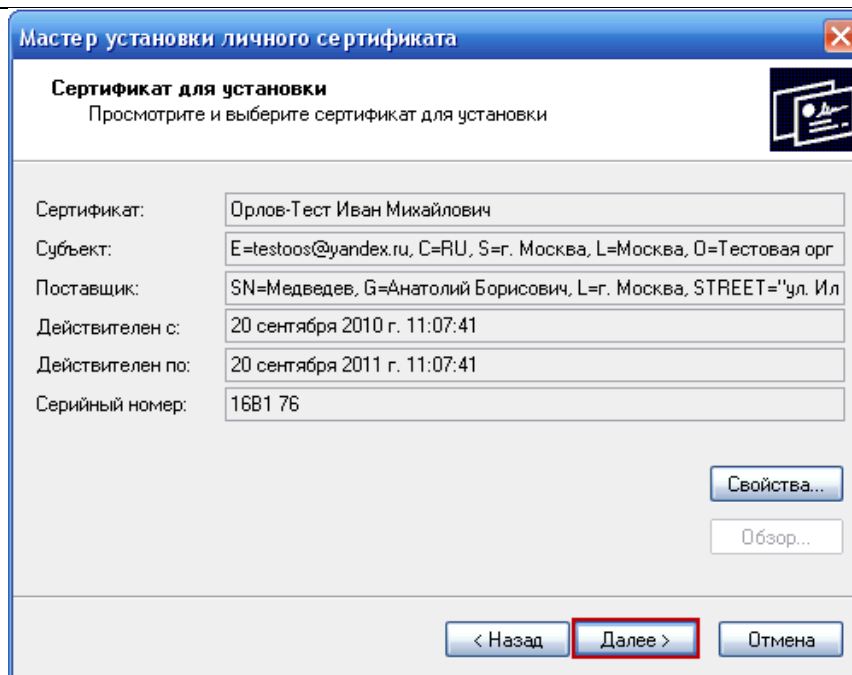 Мастер установки личного сертификата
Сертификат для установки
Просмотрите и выберите сертификат для установки
Сертификат: Орлов-Тест Иван Михайлович
Субъект: E=testoos@yandex.ru, C=RU, S=г. Москва, L=Москва, O=Тестовая орг
Поставщик: SN=Медведев, G=Анатолий Борисович, L=г. Москва, STREET="ул. Ил
Действителен с: 20 сентября 2010 г. 11:07:41
Действителен по: 20 сентября 2011 г. 11:07:41
Серийный номер: 16B1 76
Свойства...
Обзор...
< Назад Далее > Отмена